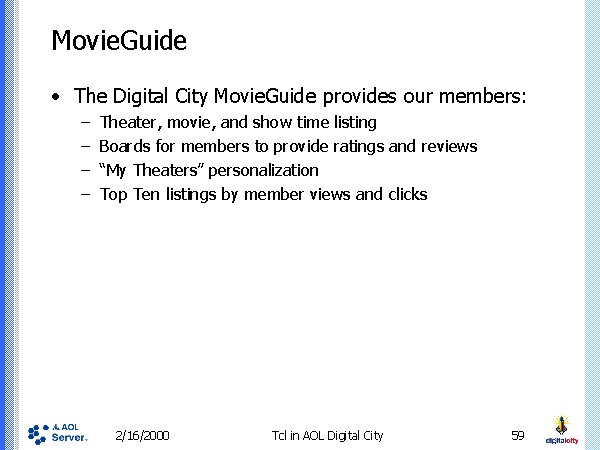 MovieGuide
• The Digital City MovieGuide provides our members:
– Theater, movie, and show time listing
– Boards for members to provide ratings and reviews
– “My Theaters” personalization
– Top Ten listings by member views and clicks
AOL
Server.
2/16/2000
Tcl in AOL Digital City
59
digitalcity